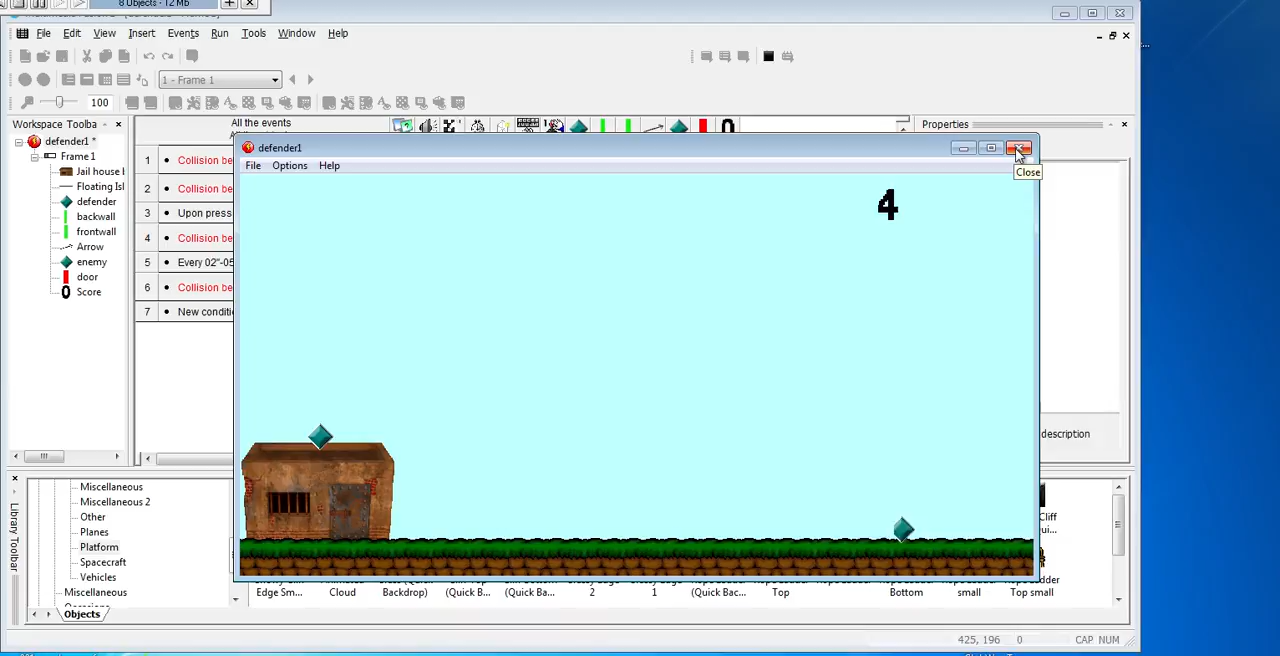 8 Objects - 12 Mb
File Edit View Insert Events Run Tools Window Help
1 - Frame 1
100
Workspace Toolba
defender1 *
Frame 1
Jail house
Floating Isl
defender
backwall
frontwall
Arrow
enemy
door
Score
All the events
1 • Collision be
2 • Collision be
3 • Upon press
4 • Collision be
5 • Every 02"-05
6 • Collision be
7 • New conditi
Properties
description
defender1
File Options Help
Close
4
Library Toolbar
Miscellaneous
Miscellaneous 2
Other
Planes
Platform
Spacecraft
Vehicles
Miscellaneous
Objects
Edge Sm...
Cloud
Backdrop)
(Quick B...
(Quick Ba...
2
1
(Quick Bac...
Top
Bottom
small
Top small
Cliff
425, 196 0 CAP NUM